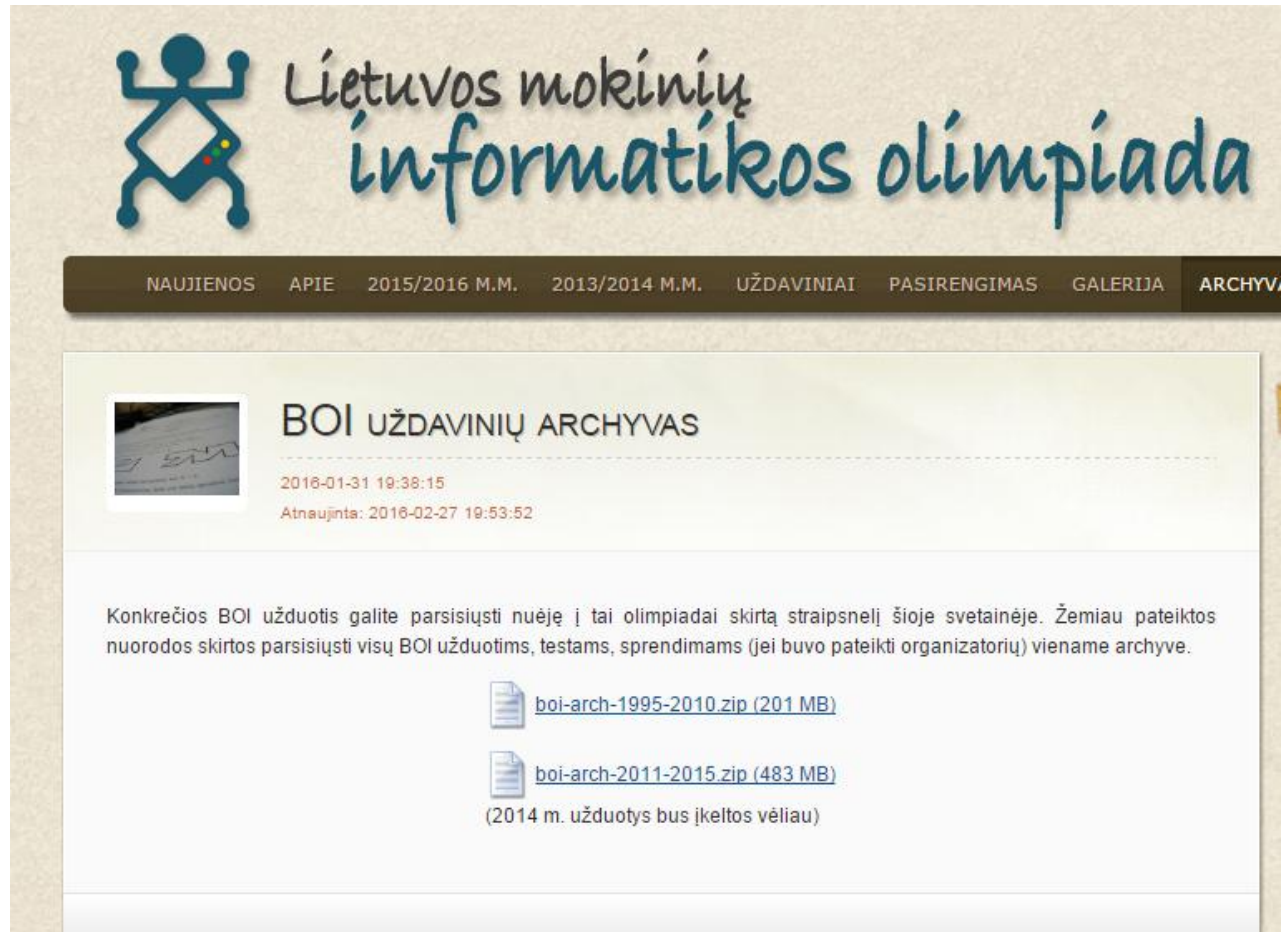 Lietuvos mokinių
informatikos olimpiada
NAUJIENOS APIE 2015/2016 M.M. 2013/2014 M.M. UŽDAVINIAI PASIRENGIMAS GALERIJA ARCHYVA
BOI UŽDAVINIŲ ARCHYVAS
2016-01-31 19:38:15
Atnaujinta: 2016-02-27 19:53:52
Konkrečios BOI užduotis galite parsisiųsti nuėję į tai olimpiadai skirtą straipsnelį šioje svetainėje. Žemiau pateiktos
nuorodos skirtos parsisiųsti visų BOI užduotims, testams, sprendimams (jei buvo pateikti organizatorių) viename archyve.
boi-arch-1995-2010.zip (201 MB)
boi-arch-2011-2015.zip (483 MB)
(2014 m. užduotys bus įkeltos vėliau)